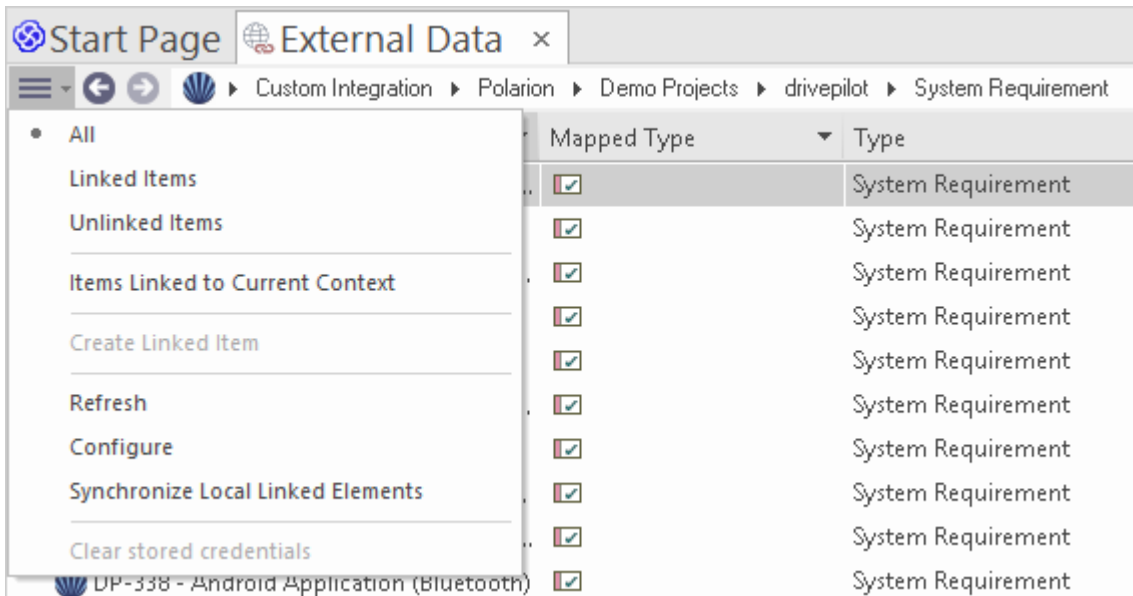 Start Page External Data ×
Custom Integration Polarion Demo Projects drivepilot System Requirement
All Mapped Type Type
Linked Items System Requirement
Unlinked Items System Requirement
Items Linked to Current Context System Requirement
System Requirement
Create Linked Item System Requirement
Refresh System Requirement
Configure System Requirement
Synchronize Local Linked Elements System Requirement
Clear stored credentials System Requirement
DP-338 - Android Application (Bluetooth) System Requirement